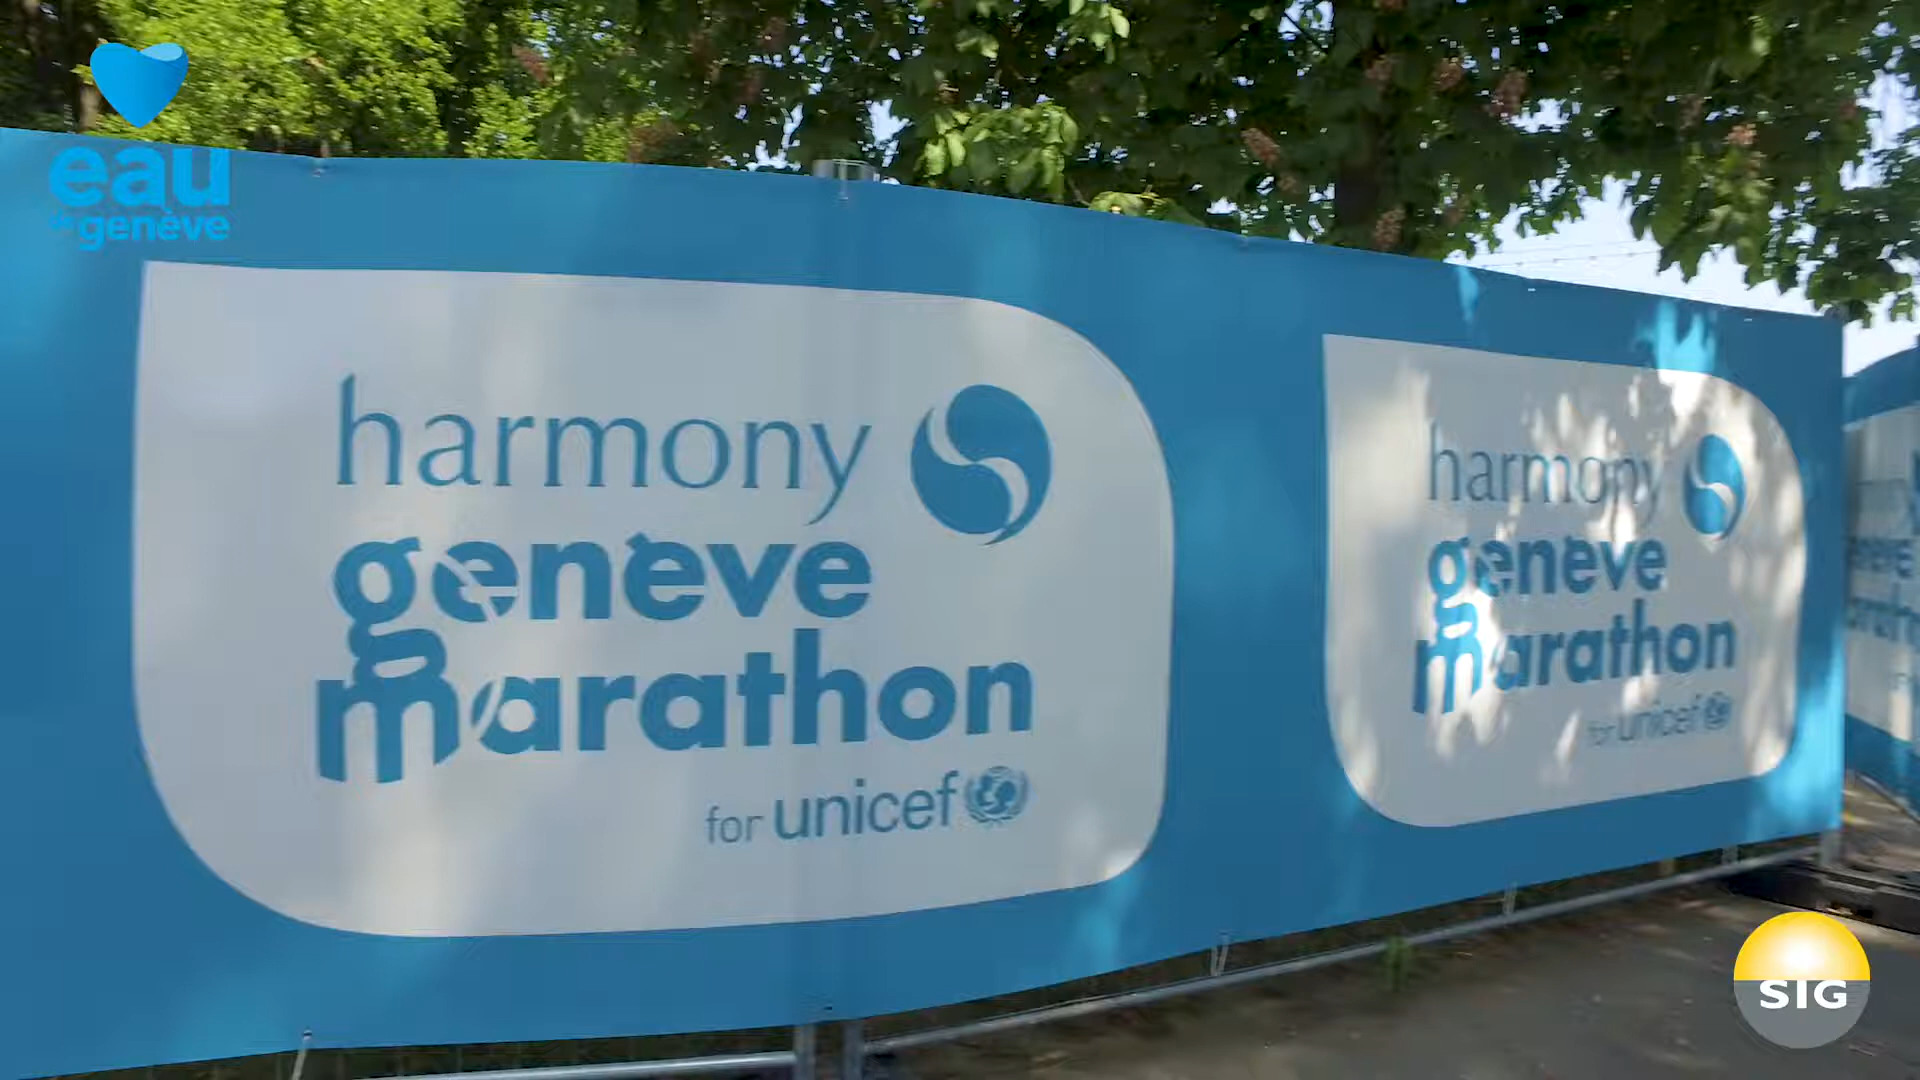 eau
de genève
harmony
genève
marathon
for unicef
harmony
genève
marathon
for unicef
SIG